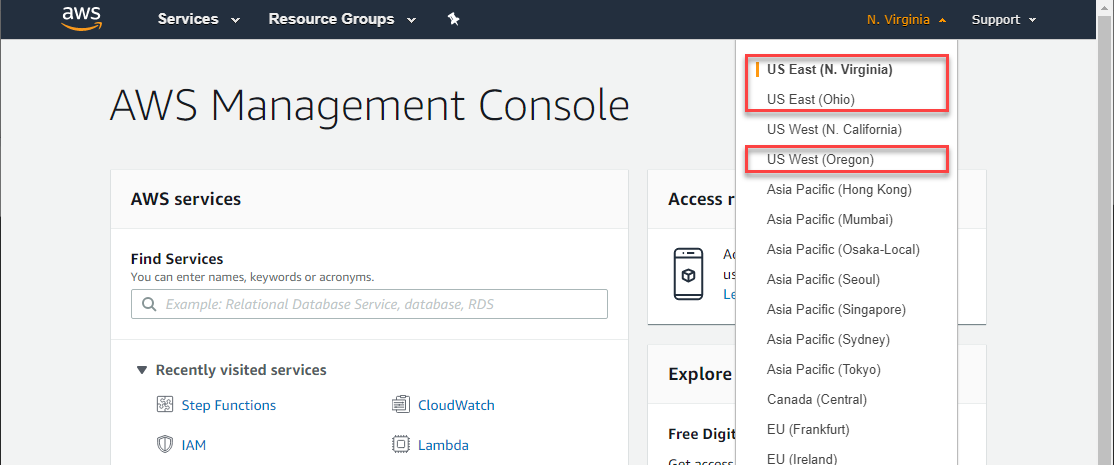 aws
Services
Resource Groups
N. Virginia
Support
AWS Management Console
US East (N. Virginia)
US East (Ohio)
US West (N. California)
US West (Oregon)
Asia Pacific (Hong Kong)
Asia Pacific (Mumbai)
Asia Pacific (Osaka-Local)
Asia Pacific (Seoul)
Asia Pacific (Singapore)
Asia Pacific (Sydney)
Asia Pacific (Tokyo)
Canada (Central)
EU (Frankfurt)
EU (Ireland)
AWS services
Find Services
You can enter names, keywords or acronyms.
Example: Relational Database Service, database, RDS
Recently visited services
Step Functions
CloudWatch
IAM
Lambda
Access r
Ac
us
Le
Explore
Free Digit
Get access